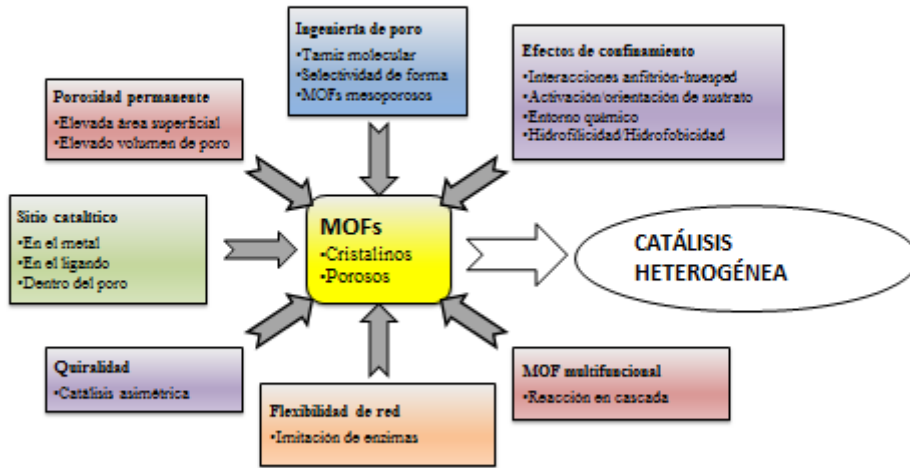 Ingeniería de poro
•Tamiz molecular
•Selectividad de forma
•MOFs mesoporosos
Efectos de confinamiento
•Interacciones anfitrión-huesped
•Activación/orientación de sustrato
•Entorno químico
•Hidrofilicidad/Hidrofobicidad
Porosidad permanente
•Elevada área superficial
•Elevado volumen de poro
Sitio catalítico
•En el metal
•En el ligando
•Dentro del poro
MOFs
•Cristalinos
•Porosos
CATÁLISIS
HETEROGÉNEA
Quiralidad
•Catálisis asimétrica
Flexibilidad de red
•Imitación de enzimas
MOF multifuncional
•Reacción en cascada